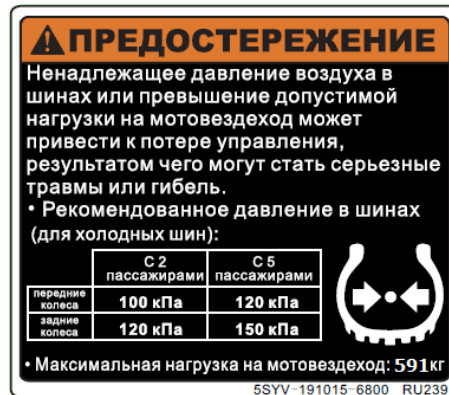 ПРЕДОСТЕРЕЖЕНИЕ
Ненадлежащее давление воздуха в
шинах или превышение допустимой
нагрузки на мотовездеход может
привести к потере управления,
результатом чего могут стать серьезные
травмы или гибель.
• Рекомендованное давление в шинах
(для холодных шин):
С 2 пассажирами С 5 пассажирами
передние колеса 100 кПа 120 кПа
задние колеса 120 кПа 150 кПа
• Максимальная нагрузка на мотовездеход: 591кг
5SYV-191015-6800 RU239